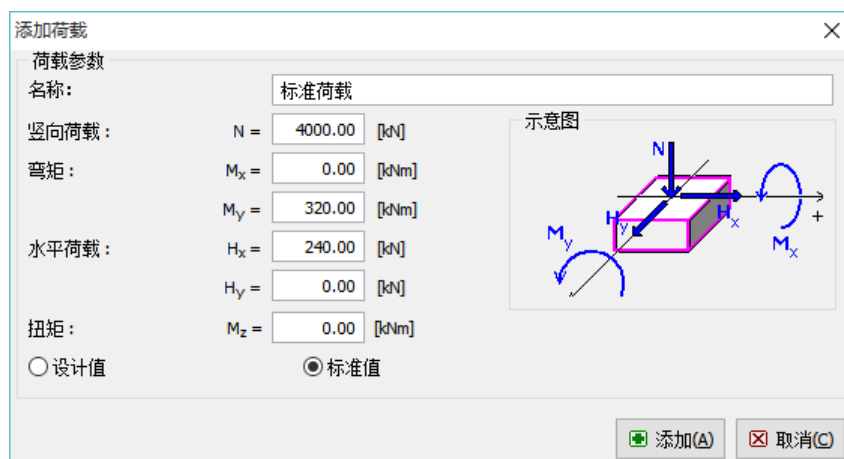 添加荷载
荷载参数
名称：
标准荷载
竖向荷载： N = 4000.00 [kN]
弯矩： Mx = 0.00 [kNm]
My = 320.00 [kNm]
水平荷载： Hx = 240.00 [kN]
Hy = 0.00 [kN]
扭矩： Mz = 0.00 [kNm]
设计值 标准值
示意图
N
Hy
Hx
+
My
Mx
添加(A) 取消(C)